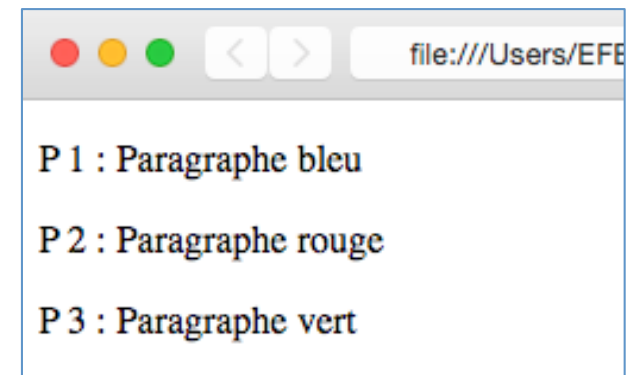 file:///Users/EFE
P 1 : Paragraphe bleu
P 2 : Paragraphe rouge
P 3 : Paragraphe vert